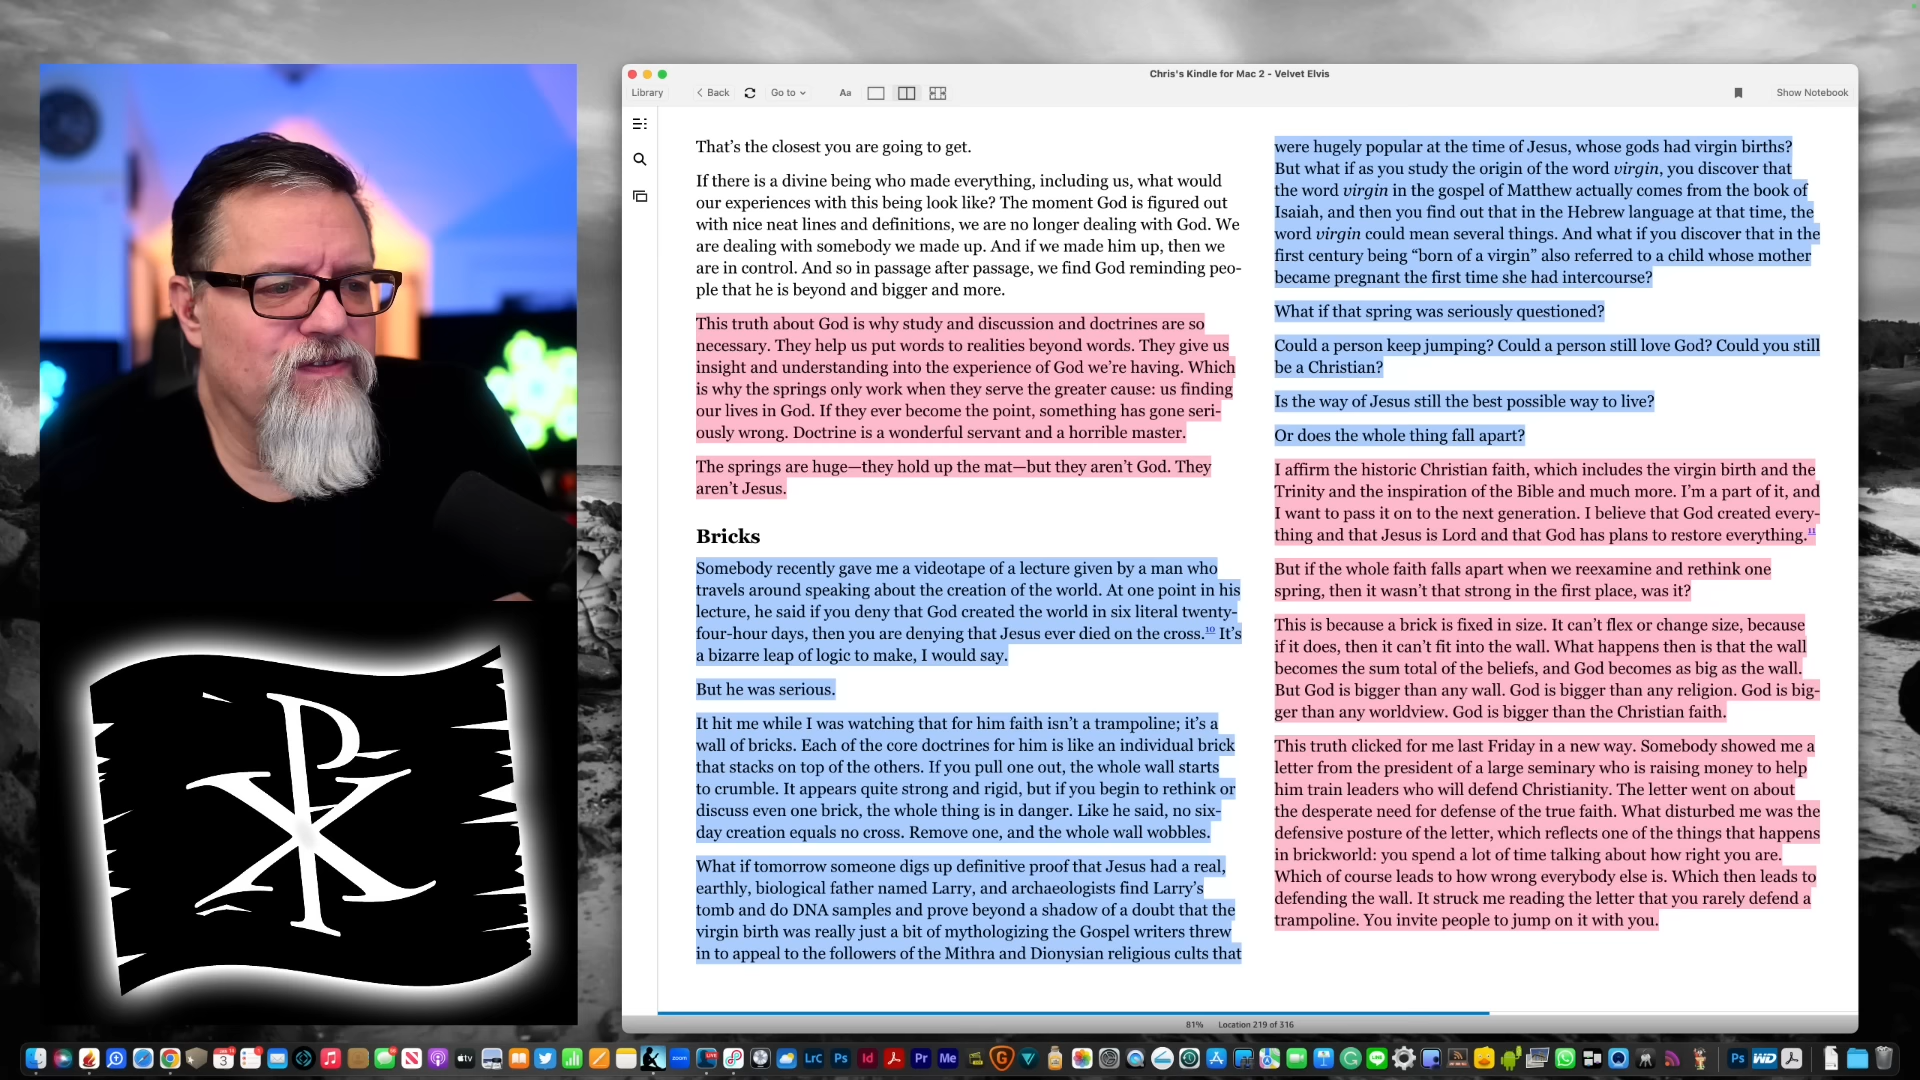 Chris's Kindle for Mac 2 - Velvet Elvis
Library
Back
Go to
Aa
Show Notebook
That's the closest you are going to get.
If there is a divine being who made everything, including us, what would
our experiences with this being look like? The moment God is figured out
with nice neat lines and definitions, we are no longer dealing with God. We
are dealing with somebody we made up. And if we made him up, then we
are in control. And so in passage after passage, we find God reminding peo-
ple that he is beyond and bigger and more.
This truth about God is why study and discussion and doctrines are so
necessary. They help us put words to realities beyond words. They give us
insight and understanding into the experience of God we're having. Which
is why the springs only work when they serve the greater cause: us finding
our lives in God. If they ever become the point, something has gone seri-
ously wrong. Doctrine is a wonderful servant and a horrible master.
The springs are huge—they hold up the mat—but they aren't God. They
aren't Jesus.
Bricks
Somebody recently gave me a videotape of a lecture given by a man who
travels around speaking about the creation of the world. At one point in his
lecture, he said if you deny that God created the world in six literal twenty-
four-hour days, then you are denying that Jesus ever died on the cross.10 It's
a bizarre leap of logic to make, I would say.
But he was serious.
It hit me while I was watching that for him faith isn't a trampoline; it's a
wall of bricks. Each of the core doctrines for him is like an individual brick
that stacks on top of the others. If you pull one out, the whole wall starts
to crumble. It appears quite strong and rigid, but if you begin to rethink or
discuss even one brick, the whole thing is in danger. Like he said, no six-
day creation equals no cross. Remove one, and the whole wall wobbles.
What if tomorrow someone digs up definitive proof that Jesus had a real,
earthly, biological father named Larry, and archaeologists find Larry's
tomb and do DNA samples and prove beyond a shadow of a doubt that the
virgin birth was really just a bit of mythologizing the Gospel writers threw
in to appeal to the followers of the Mithra and Dionysian religious cults that
were hugely popular at the time of Jesus, whose gods had virgin births?
But what if as you study the origin of the word virgin, you discover that
the word virgin in the gospel of Matthew actually comes from the book of
Isaiah, and then you find out that in the Hebrew language at that time, the
word virgin could mean several things. And what if you discover that in the
first century being “born of a virgin” also referred to a child whose mother
became pregnant the first time she had intercourse?
What if that spring was seriously questioned?
Could a person keep jumping? Could a person still love God? Could you still
be a Christian?
Is the way of Jesus still the best possible way to live?
Or does the whole thing fall apart?
I affirm the historic Christian faith, which includes the virgin birth and the
Trinity and the inspiration of the Bible and much more. I'm a part of it, and
I want to pass it on to the next generation. I believe that God created every-
thing and that Jesus is Lord and that God has plans to restore everything.11
But if the whole faith falls apart when we reexamine and rethink one
spring, then it wasn't that strong in the first place, was it?
This is because a brick is fixed in size. It can't flex or change size, because
if it does, then it can't fit into the wall. What happens then is that the wall
becomes the sum total of the beliefs, and God becomes as big as the wall.
But God is bigger than any wall. God is bigger than any religion. God is big-
ger than any worldview. God is bigger than the Christian faith.
This truth clicked for me last Friday in a new way. Somebody showed me a
letter from the president of a large seminary who is raising money to help
him train leaders who will defend Christianity. The letter went on about
the desperate need for defense of the true faith. What disturbed me was the
defensive posture of the letter, which reflects one of the things that happens
in brickworld: you spend a lot of time talking about how right you are.
Which of course leads to how wrong everybody else is. Which then leads to
defending the wall. It struck me reading the letter that you rarely defend a
trampoline. You invite people to jump on it with you.
81% Location 219 of 316
3
tv
zoom
LrC
Ps
Id
Pr
Me
Ps
WD